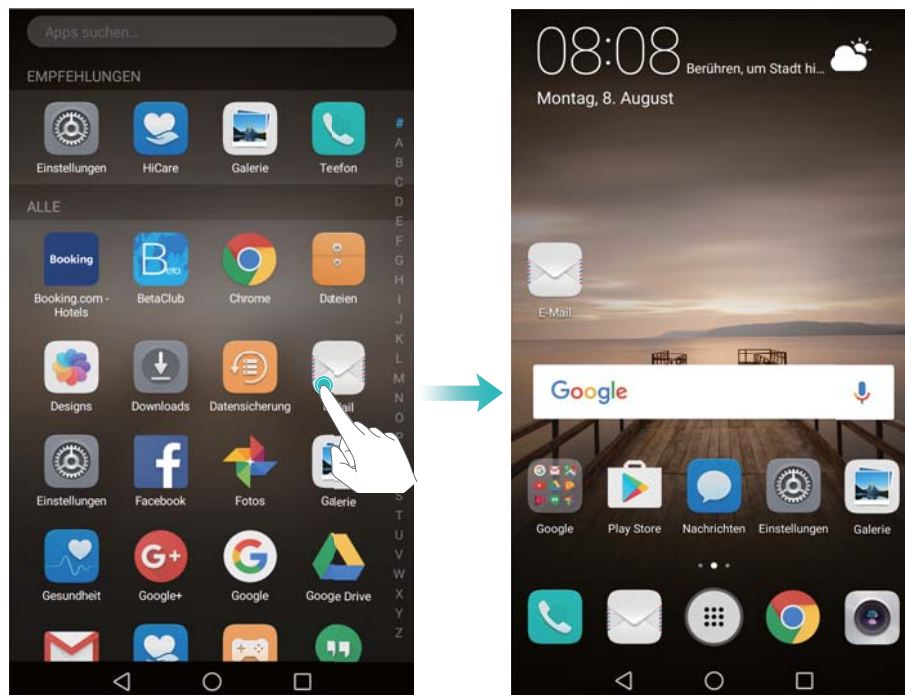 Apps suchen...
EMPFEHLUNGEN
Einstellungen HiCare Galerie Teefon
#
A
B
C
D
E
F
G
H
I
J
K
L
M
N
O
S
T
U
V
W
X
Y
Z
ALLE
Booking
Beta
Booking.com - Hotels BetaClub Chrome Dateien
Designs Downloads Datensicherung
Einstellungen Facebook Fotos Galerie
G+
Gesundheit Google+ Google Googe Drive
08:08
Berühren, um Stadt hi...
Montag, 8. August
E-Mail
Google
Google Play Store Nachrichten Einstellungen Galerie